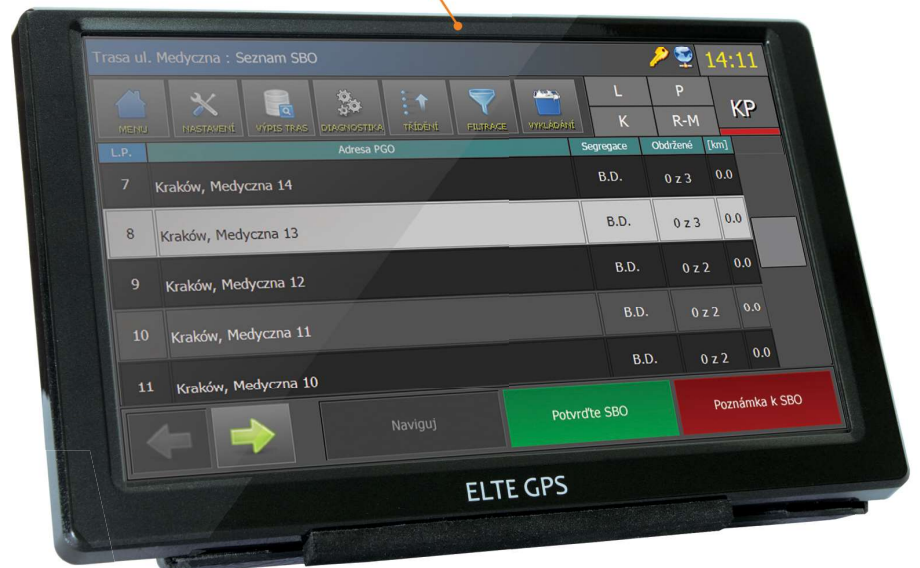 Trasa ul. Medyczna : Seznam SBO 14:11
MENU NASTAVENÍ VÝPIS TRAS DIAGNOSTIKA TŘÍDĚNÍ FILTRACE VYKLÁDÁNÍ L P KP
K R-M
L.P. Adresa PGO Segregace Obdržené [km]
7 Kraków, Medyczna 14 B.D. 0 z 3 0.0
8 Kraków, Medyczna 13 B.D. 0 z 3 0.0
9 Kraków, Medyczna 12 B.D. 0 z 2 0.0
10 Kraków, Medyczna 11 B.D. 0 z 2 0.0
11 Kraków, Medyczna 10 B.D. 0 z 2 0.0
Naviguj Potvrďte SBO Poznámka k SBO
ELTE GPS